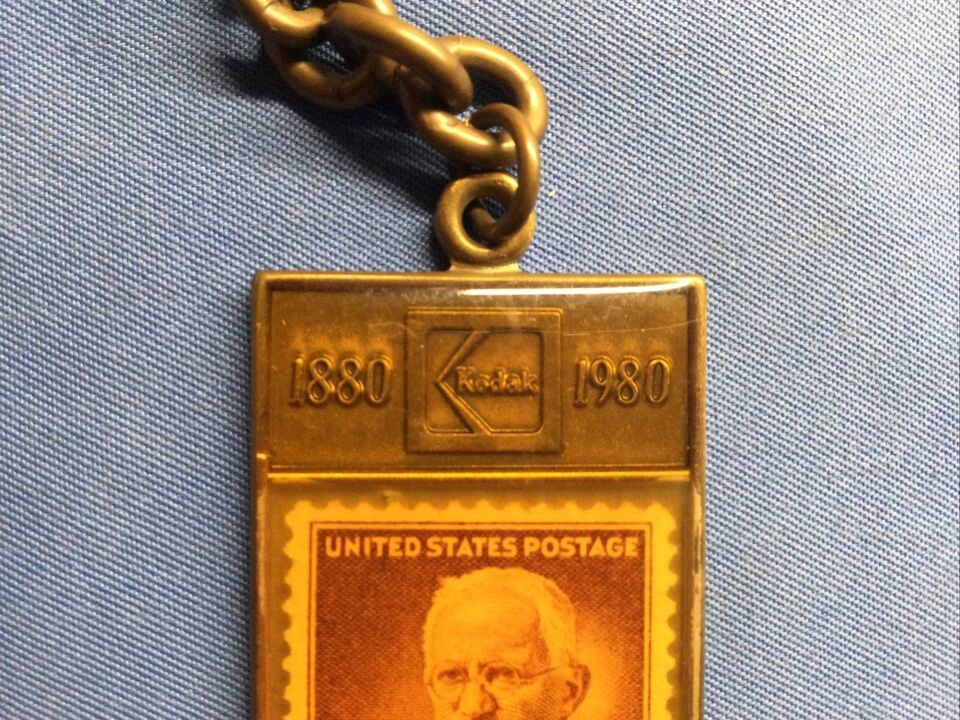 1880 Kodak 1980
UNITED STATES POSTAGE